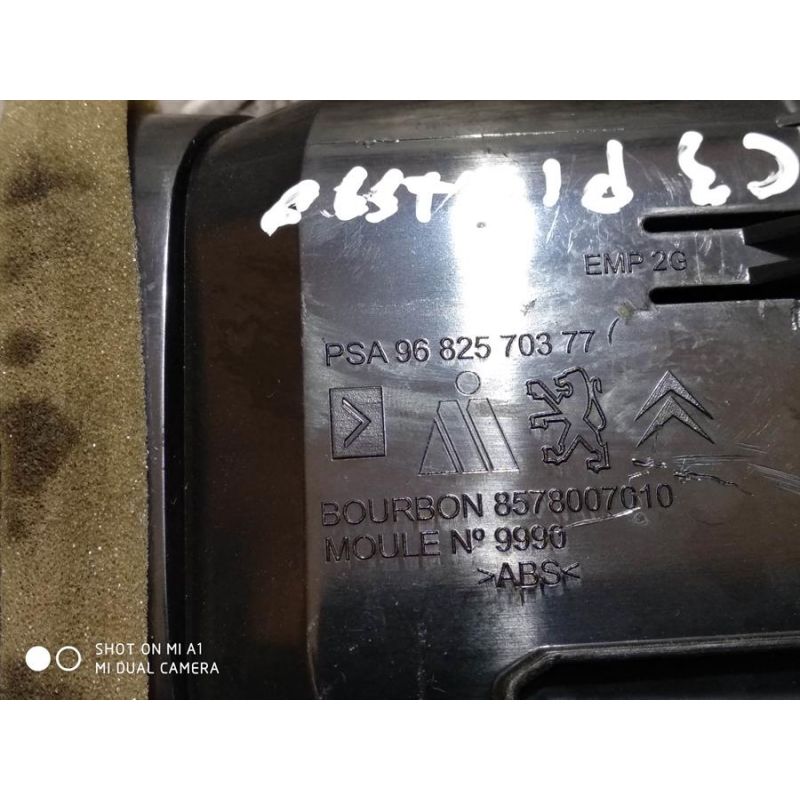 C3 P
EMP 2G
PSA 96 825 703 77
BOURBON 8578007010
MOULE Nº 9990
>ABS<
SHOT ON MI A1
MI DUAL CAMERA